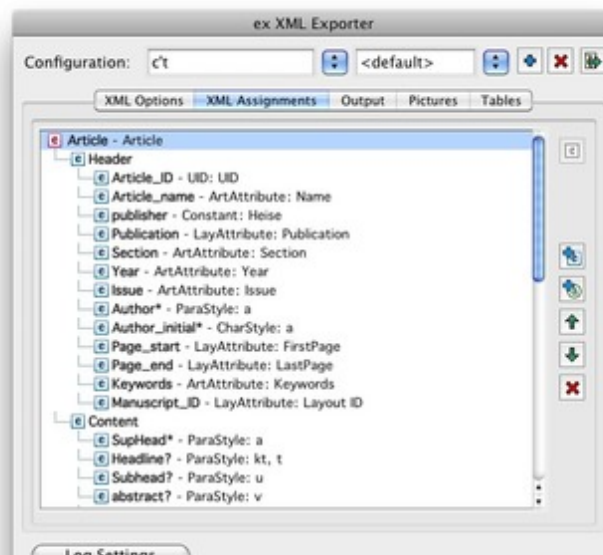 ex XML Exporter
Configuration: c't <default>
XML Options XML Assignments Output Pictures Tables
Article - Article
Header
Article_ID - UID: UID
Article_name - ArtAttribute: Name
publisher - Constant: Heise
Publication - LayAttribute: Publication
Section - ArtAttribute: Section
Year - ArtAttribute: Year
Issue - ArtAttribute: Issue
Author* - ParaStyle: a
Author_initial* - CharStyle: a
Page_start - LayAttribute: FirstPage
Page_end - LayAttribute: LastPage
Keywords - ArtAttribute: Keywords
Manuscript_ID - LayAttribute: Layout ID
Content
SupHead* - ParaStyle: a
Headline? - ParaStyle: kt, t
Subhead? - ParaStyle: u
abstract? - ParaStyle: v
Log Settings